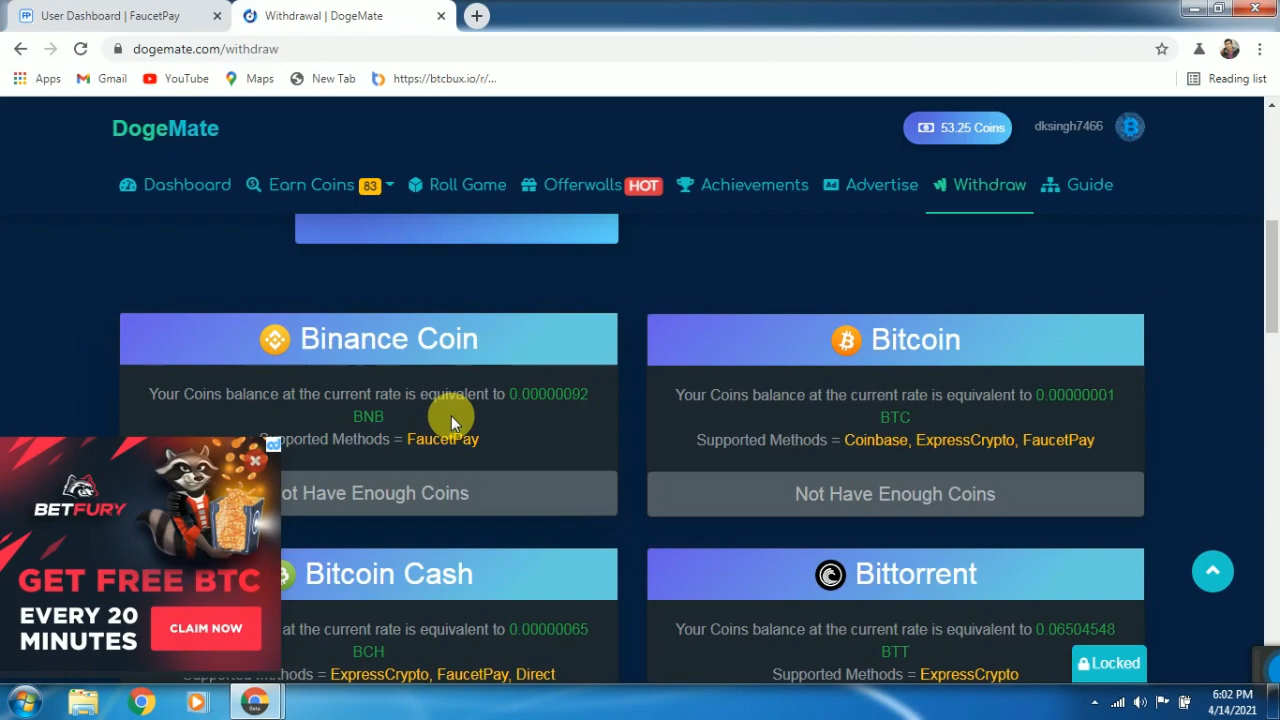 User Dashboard | FaucetPay
Withdrawal | DogeMate
dogemate.com/withdraw
Apps
Gmail
YouTube
Maps
New Tab
https://btcbux.io/r/...
Reading list
DogeMate
53.25 Coins
dksingh7466
Dashboard
Earn Coins 83
Roll Game
Offerwalls HOT
Achievements
Advertise
Withdraw
Guide
Binance Coin
Your Coins balance at the current rate is equivalent to 0.00000092
BNB
Supported Methods = FaucetPay
ot Have Enough Coins
Bitcoin
Your Coins balance at the current rate is equivalent to 0.00000001
BTC
Supported Methods = Coinbase, ExpressCrypto, FaucetPay
Not Have Enough Coins
BETFURY
GET FREE BTC
EVERY 20
MINUTES
CLAIM NOW
Bitcoin Cash
at the current rate is equivalent to 0.00000065
BCH
hods = ExpressCrypto, FaucetPay, Direct
Bittorrent
Your Coins balance at the current rate is equivalent to 0.06504548
BTT
Supported Methods = ExpressCrypto
Locked
6:02 PM
4/14/2021